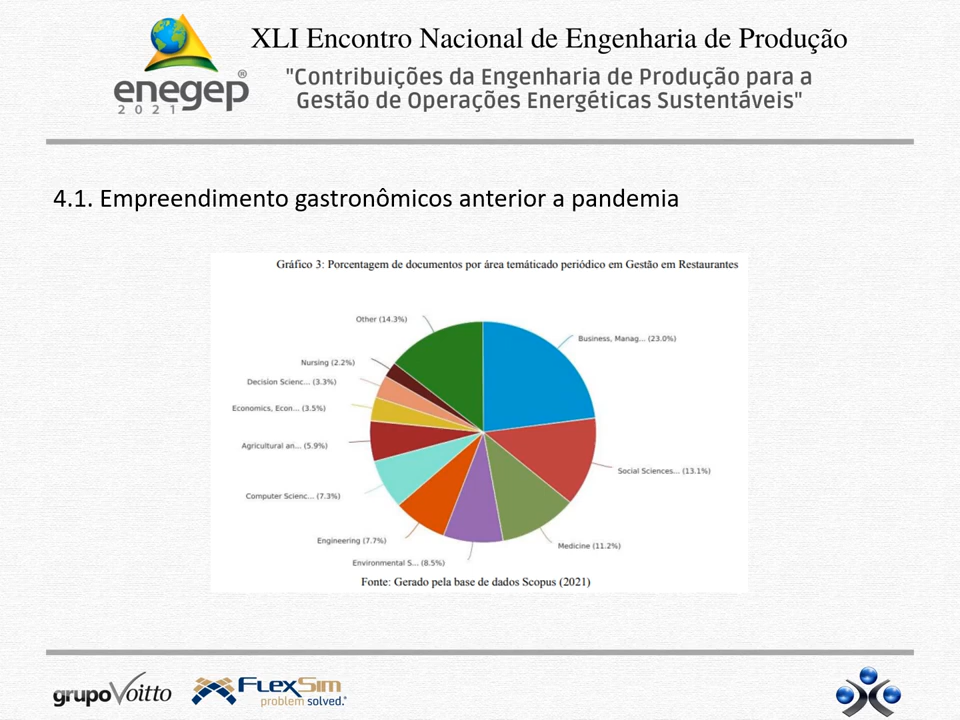 XLI Encontro Nacional de Engenharia de Produção
"Contribuições da Engenharia de Produção para a
Gestão de Operações Energéticas Sustentáveis"
enegep®
2021
4.1. Empreendimento gastronômicos anterior a pandemia
Gráfico 3: Porcentagem de documentos por área temáticado periódico em Gestão em Restaurantes
Other (14.3%)
Business, Manag... (23.0%)
Nursing (2.2%)
Decision Scienc... (3.3%)
Economics, Econ... (3.5%)
Agricultural an... (5.9%)
Social Sciences... (13.1%)
Computer Scienc... (7.3%)
Engineering (7.7%)
Medicine (11.2%)
Environmental S... (8.5%)
Fonte: Gerado pela base de dados Scopus (2021)
grupoVoitto
FlexSim
problem solved.®